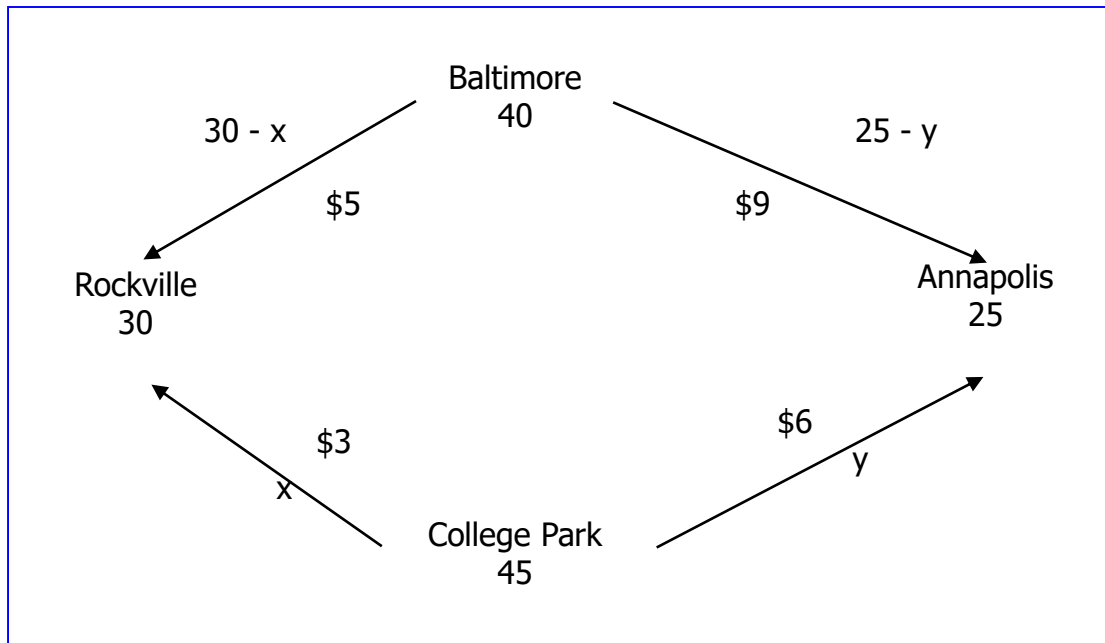 Baltimore
40
30 - x
25 - y
$5
$9
Rockville
30
Annapolis
25
$3
x
$6
y
College Park
45